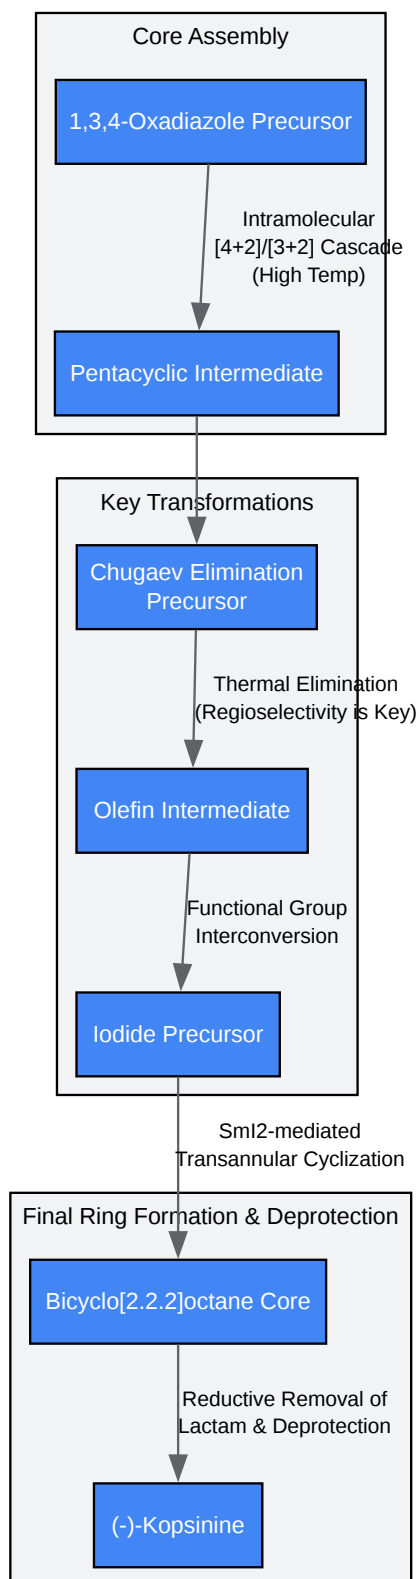 Core Assembly
1,3,4-Oxadiazole Precursor
Intramolecular
[4+2]/[3+2] Cascade
(High Temp)
Pentacyclic Intermediate
Key Transformations
Chugaev Elimination
Precursor
Thermal Elimination
(Regioselectivity is Key)
Olefin Intermediate
Functional Group
Interconversion
Iodide Precursor
SmI2-mediated
Transannular Cyclization
Final Ring Formation & Deprotection
Bicyclo[2.2.2]octane Core
Reductive Removal of
Lactam & Deprotection
(-)-Kopsinine